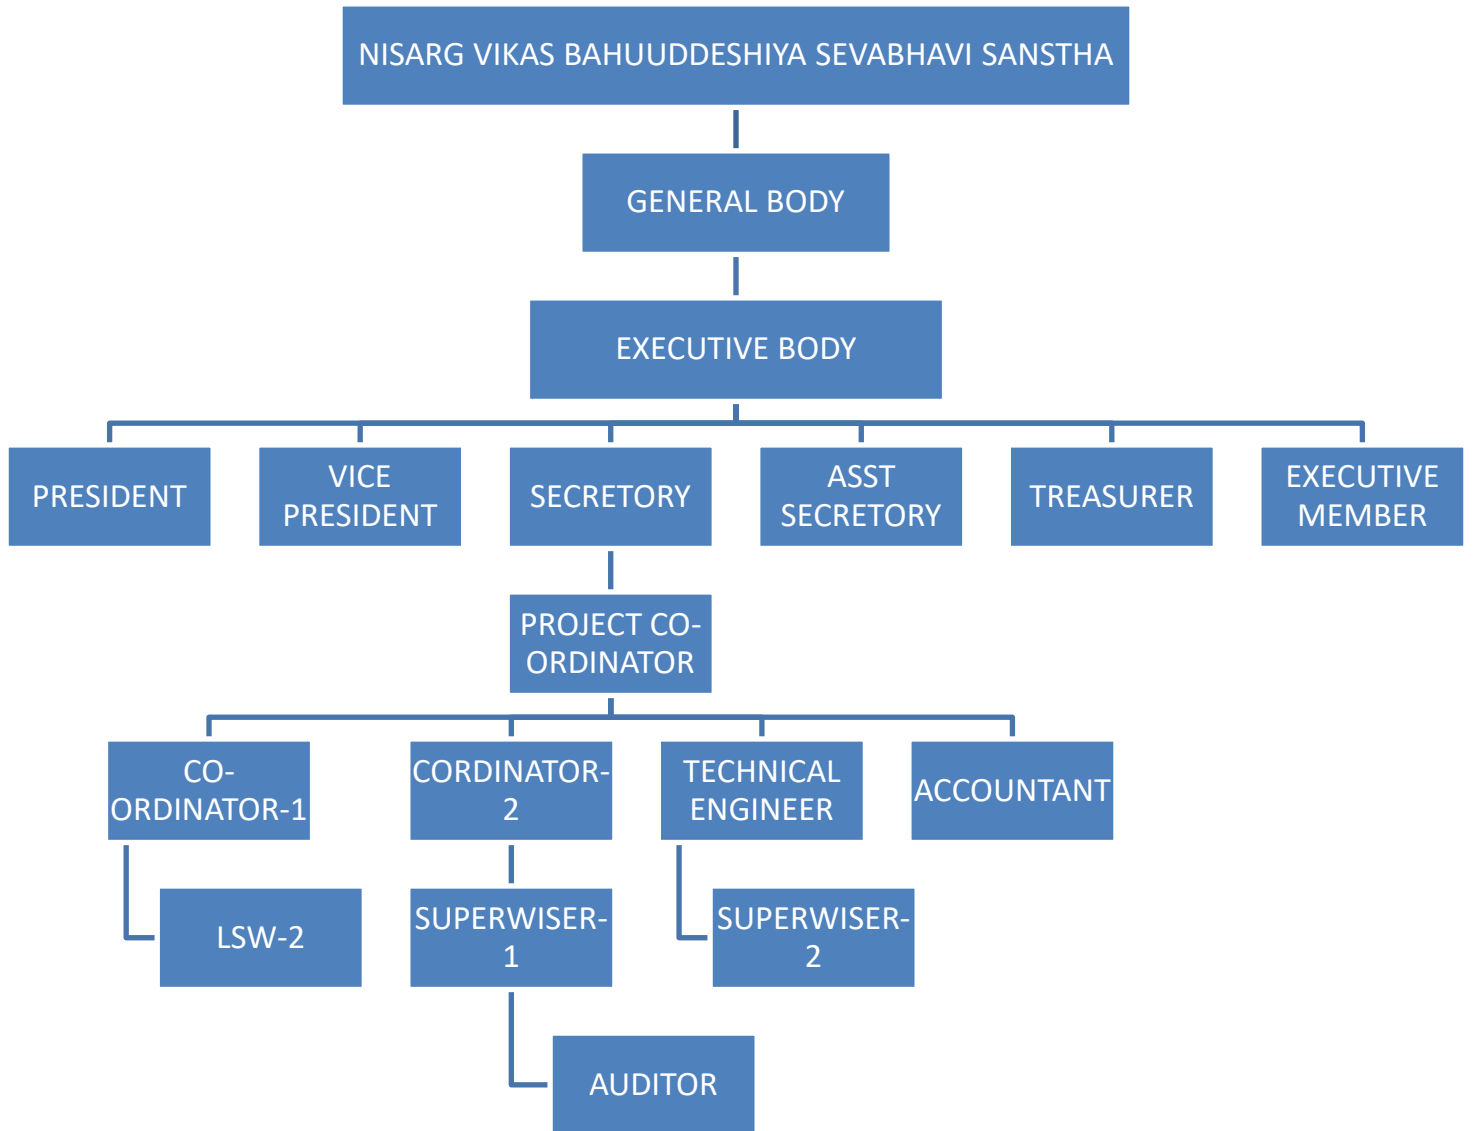 NISARG VIKAS BAHUUDDESHIYA SEVABHAVI SANSTHA
GENERAL BODY
EXECUTIVE BODY
PRESIDENT
VICE
PRESIDENT
SECRETORY
ASST
SECRETORY
TREASURER
EXECUTIVE
MEMBER
PROJECT CO-
ORDINATOR
CO-
ORDINATOR-1
CORDINATOR-
2
TECHNICAL
ENGINEER
ACCOUNTANT
LSW-2
SUPERWISER-
1
SUPERWISER-
2
AUDITOR